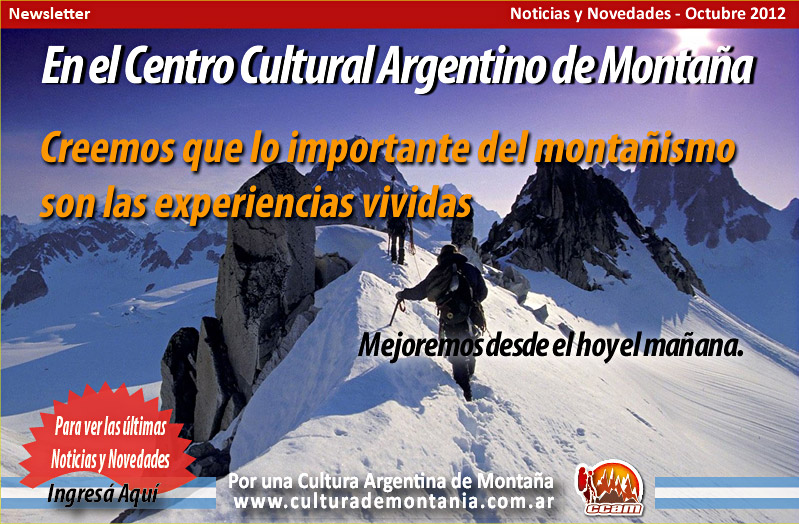 Newsletter
Noticias y Novedades - Octubre 2012
En el Centro Cultural Argentino de Montaña
Creemos que lo importante del montañismo
son las experiencias vividas
Mejoremos desde el hoy el mañana.
Para ver las últimas
Noticias y Novedades
Ingresá Aquí
Por una Cultura Argentina de Montaña
www.culturademontania.com.ar
ccam